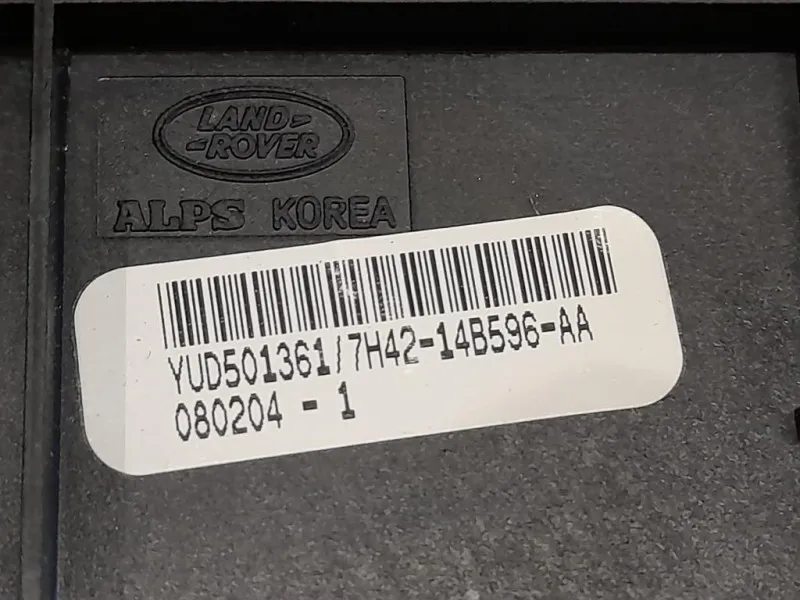 LAND-
-ROVER
ALPS KOREA
YUD501361/7H42-14B596-AA
080204 - 1